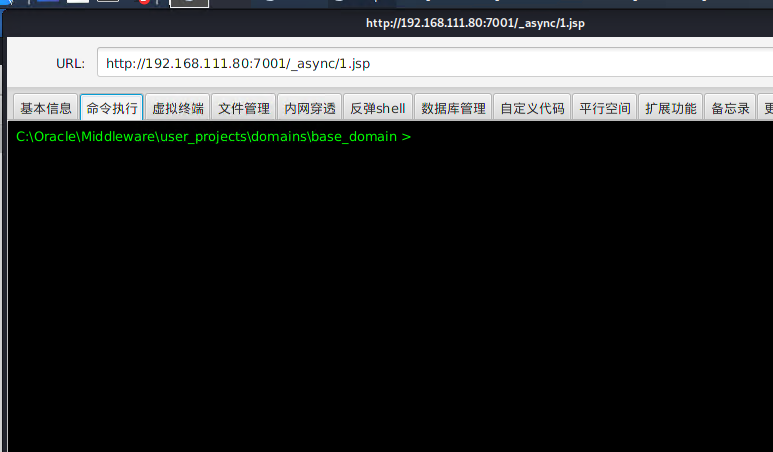 http://192.168.111.80:7001/_async/1.jsp
URL: http://192.168.111.80:7001/_async/1.jsp
基本信息 命令执行 虚拟终端 文件管理 内网穿透 反弹shell 数据库管理 自定义代码 平行空间 扩展功能 备忘录 更
C:\Oracle\Middleware\user_projects\domains\base_domain >